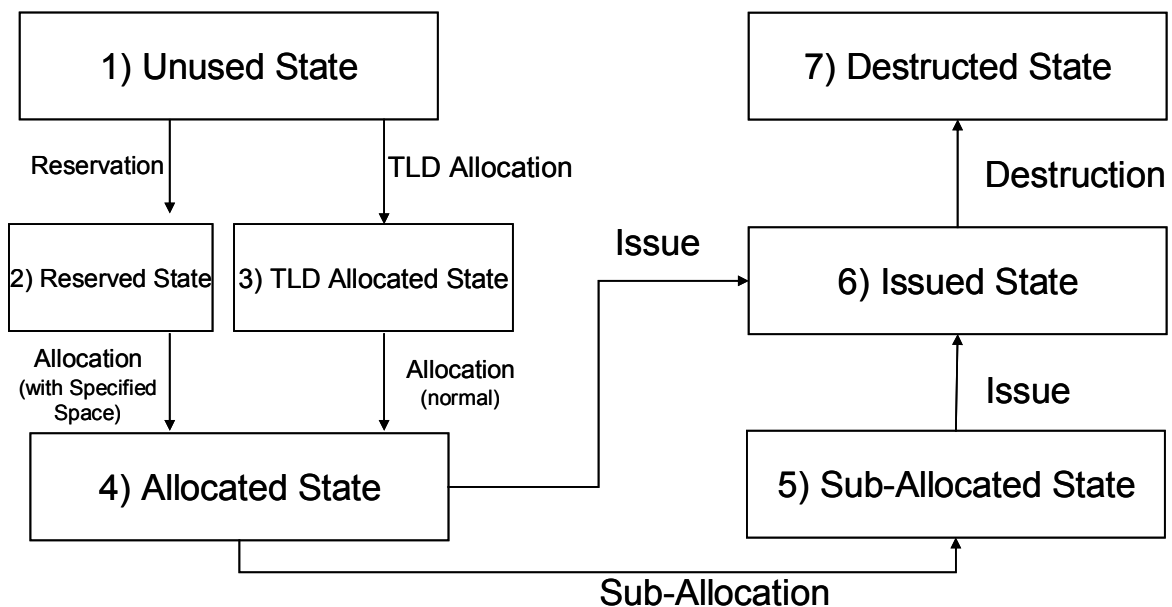 1) Unused State
7) Destructed State
Reservation
TLD Allocation
Destruction
2) Reserved State
3) TLD Allocated State
Issue
6) Issued State
Allocation
(with Specified
Space)
Allocation
(normal)
Issue
4) Allocated State
5) Sub-Allocated State
Sub-Allocation